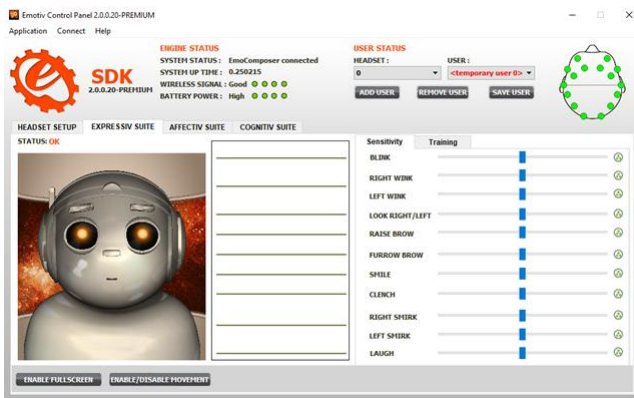 Emotiv Control Panel 2.0.0.20-PREMIUM
Application Connect Help
SDK
2.0.0.20-PREMIUM
ENGINE STATUS
SYSTEM STATUS : EmoComposer connected
SYSTEM UP TIME : 0.250215
WIRELESS SIGNAL : Good
BATTERY POWER : High
USER STATUS
HEADSET : USER :
0 <temporary user 0>
ADD USER REMOVE USER SAVE USER
HEADSET SETUP EXPRESSIV SUITE AFFECTIV SUITE COGNITIV SUITE
STATUS: OK
Sensitivity Training
BLINK
RIGHT WINK
LEFT WINK
LOOK RIGHT/LEFT
RAISE BROW
FURROW BROW
SMILE
CLENCH
RIGHT SMIRK
LEFT SMIRK
LAUGH
ENABLE FULLSCREEN ENABLE/DISABLE MOVEMENT